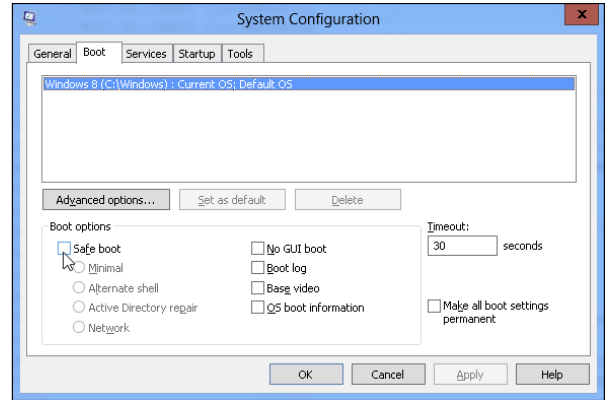 System Configuration
x
General Boot Services Startup Tools
Windows 8 (C:\Windows) : Current OS; Default OS
Advanced options... Set as default Delete
Boot options
Timeout:
Safe boot
No GUI boot
30 seconds
Minimal
Boot log
Alternate shell
Base video
Active Directory repair
OS boot information
Make all boot settings
permanent
Network
OK Cancel Apply Help